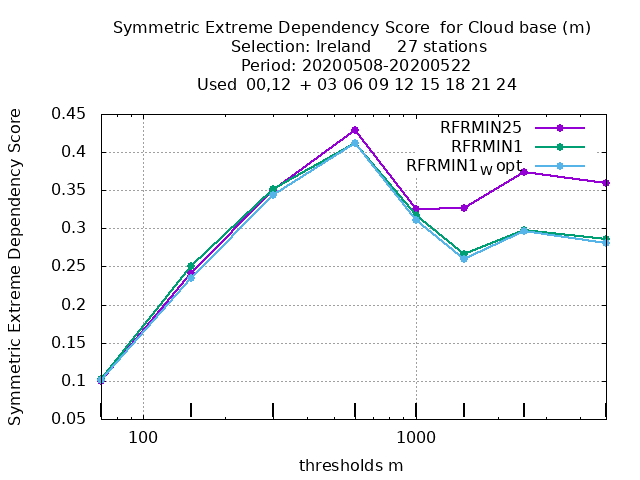 Symmetric Extreme Dependency Score  for Cloud base (m)
Selection: Ireland     27 stations
Period: 20200508-20200522
Used  00,12  + 03 06 09 12 15 18 21 24
RFRMIN25
RFRMIN1
RFRMIN1W opt
Symmetric Extreme Dependency Score
0.45
0.4
0.35
0.3
0.25
0.2
0.15
0.1
0.05
100
1000
thresholds m